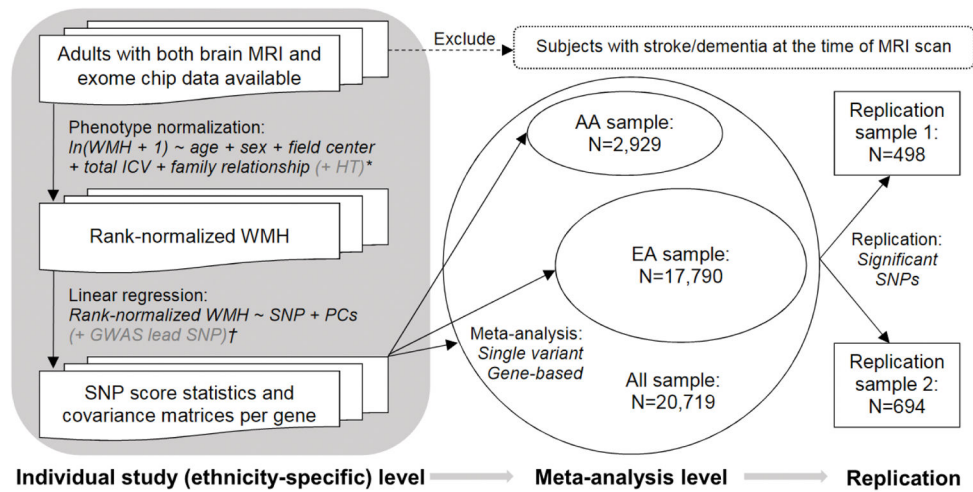 Adults with both brain MRI and
exome chip data available
Exclude
Subjects with stroke/dementia at the time of MRI scan
Phenotype normalization:
ln(WMH + 1) ~ age + sex + field center
+ total ICV + family relationship (+ HT)*
Rank-normalized WMH
Linear regression:
Rank-normalized WMH ~ SNP + PCs
(+ GWAS lead SNP)†
SNP score statistics and
covariance matrices per gene
AA sample:
N=2,929
EA sample:
N=17,790
Meta-analysis:
Single variant
Gene-based
All sample:
N=20,719
Replication
sample 1:
N=498
Replication:
Significant
SNPs
Replication
sample 2:
N=694
Individual study (ethnicity-specific) level
Meta-analysis level
Replication